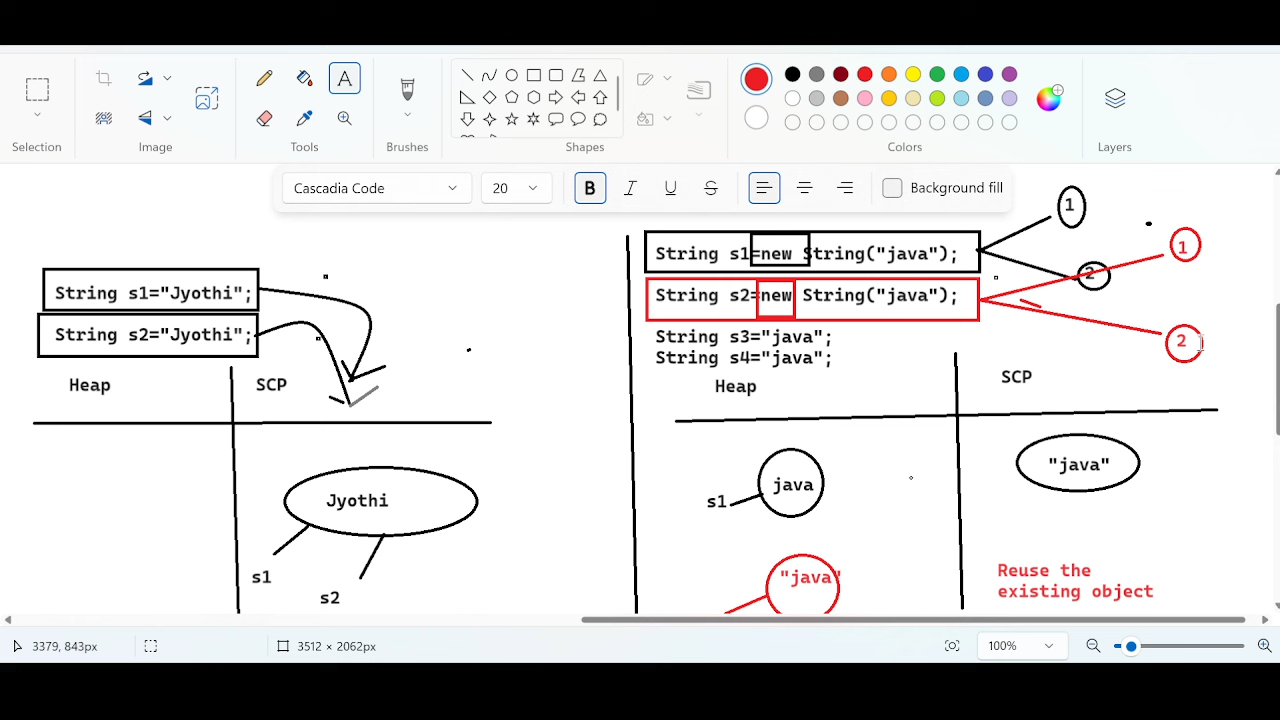 Selection
Image
Tools
Brushes
Shapes
Colors
Layers
Cascadia Code
20
B
I
U
S
Background fill
String s1="Jyothi";
String s2="Jyothi";
Heap
SCP
Jyothi
s1
s2
String s1=new String("java");
String s2=new String("java");
String s3="java";
String s4="java";
1
2
1
2
Heap
SCP
java
s1
"java"
"java"
Reuse the
existing object
3379, 843px
3512 × 2062px
100%